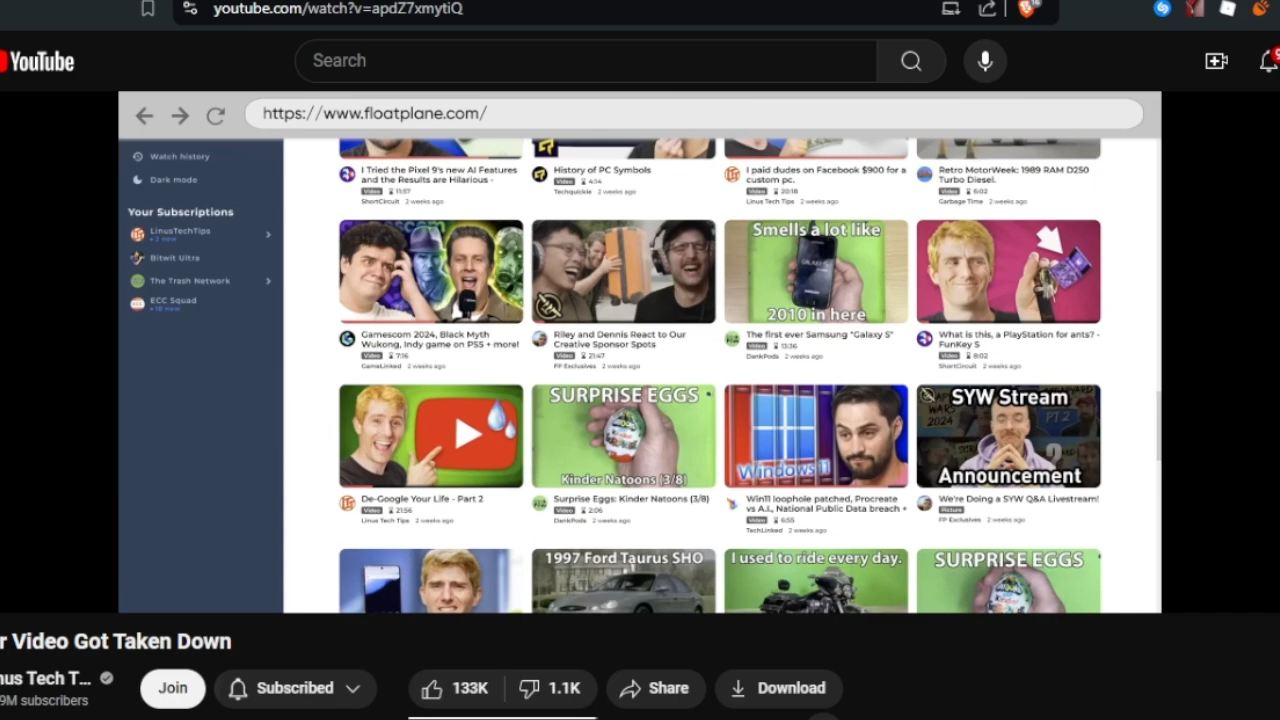 youtube.com/watch?v=apdZ7xmytiQ
YouTube
Search
https://www.floatplane.com/
Watch history
Dark mode
Your Subscriptions
LinusTechTips
Bitwit Ultra
The Trash Network
ECC Squad
I Tried the Pixel 9's new AI Features
and the Results are Hilarious -
Video 11:57
ShortCircuit 2 weeks ago
History of PC Symbols
Video 4:14
Techquickie 2 weeks ago
I paid dudes on Facebook $900 for a
custom pc.
Video 20:18
Linus Tech Tips 2 weeks ago
Retro MotorWeek: 1989 RAM D250
Turbo Diesel.
Video 6:02
Garbage Time 2 weeks ago
Smells a lot like
2010 in here
Gamescom 2024, Black Myth
Wukong, Indy game on PS5 + more!
Video 7:16
GameLinked 2 weeks ago
Riley and Dennis React to Our
Creative Sponsor Spots
Video 21:47
FP Exclusives 2 weeks ago
The first ever Samsung "Galaxy S"
Video 13:36
DankPods 2 weeks ago
What is this, a PlayStation for ants? -
FunKey S
Video 8:02
ShortCircuit 2 weeks ago
SURPRISE EGGS
Kinder Natoons (3/8)
Windows 11
SYW Stream
PT.2
Announcement
De-Google Your Life - Part 2
Video 21:56
Linus Tech Tips 2 weeks ago
Surprise Eggs: Kinder Natoons (3/8)
Video 2:06
DankPods 2 weeks ago
Win11 loophole patched, Procreate
vs A.I., National Public Data breach +
Video 6:55
TechLinked 2 weeks ago
We're Doing a SYW Q&A Livestream!
Picture
FP Exclusives 2 weeks ago
1997 Ford Taurus SHO
I used to ride every day.
SURPRISE EGGS
r Video Got Taken Down
nus Tech T...
9M subscribers
Join
Subscribed
133K
1.1K
Share
Download